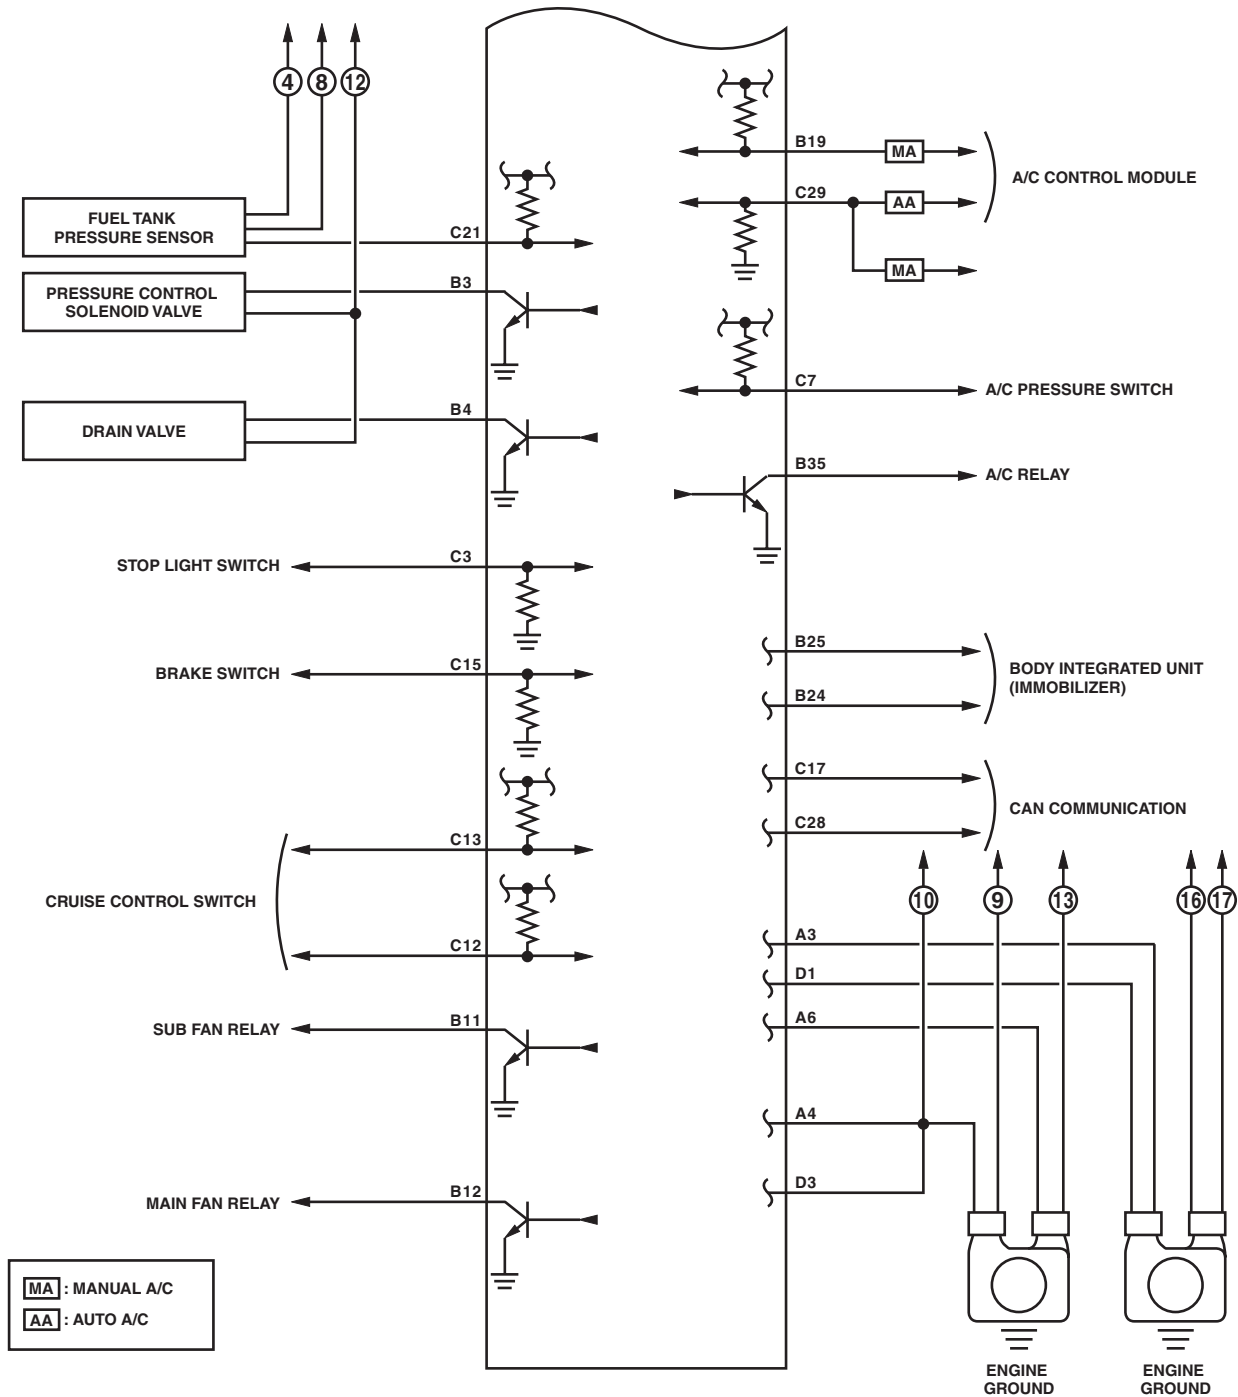 4 8 12
FUEL TANK
PRESSURE SENSOR
C21
PRESSURE CONTROL
SOLENOID VALVE
B3
DRAIN VALVE
B4
STOP LIGHT SWITCH
C3
BRAKE SWITCH
C15
C13
CRUISE CONTROL SWITCH
C12
SUB FAN RELAY
B11
MAIN FAN RELAY
B12
MA : MANUAL A/C
AA : AUTO A/C
B19
MA
A/C CONTROL MODULE
C29
AA
MA
C7
A/C PRESSURE SWITCH
B35
A/C RELAY
B25
BODY INTEGRATED UNIT
(IMMOBILIZER)
B24
C17
CAN COMMUNICATION
C28
10 9 13 16 17
A3
D1
A6
A4
D3
ENGINE
GROUND
ENGINE
GROUND